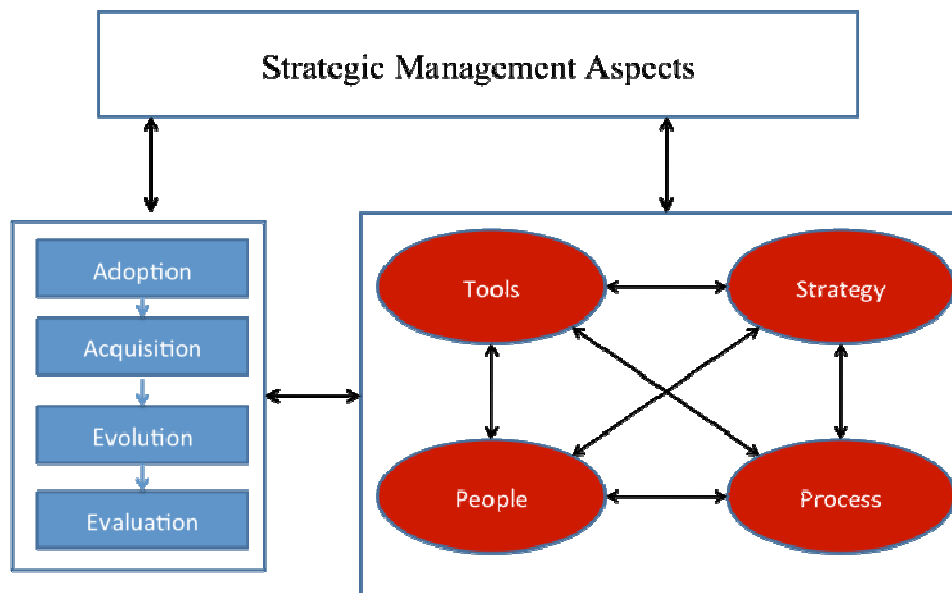 Strategic Management Aspects
Adoption
Acquisition
Evolution
Evaluation
Tools
Strategy
People
Process